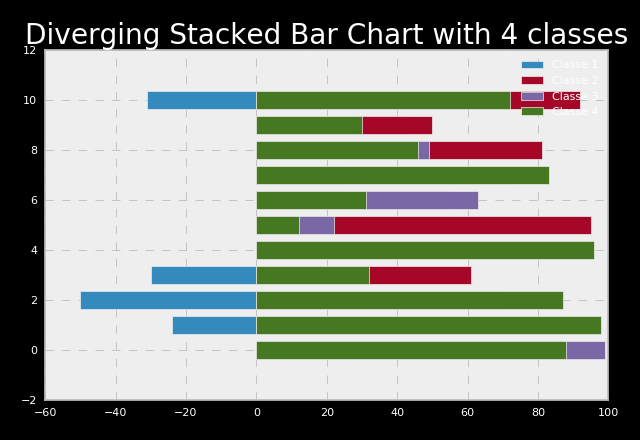 Diverging Stacked Bar Chart with 4 classes
12
10
8
6
4
2
0
−2
−60 −40 −20 0 20 40 60 80 100
Classe 1
Classe 2
Classe 3
Classe 4